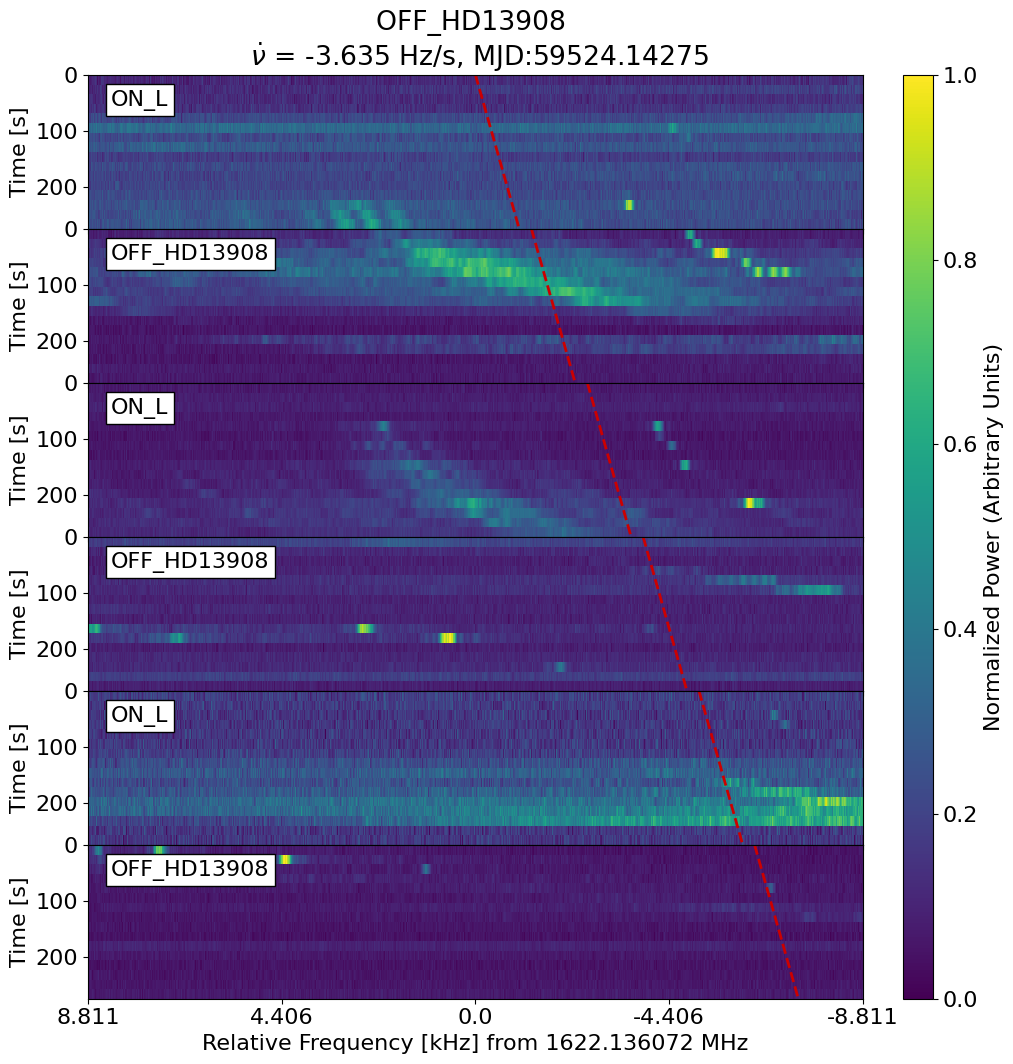 OFF_HD13908
ν̇ = -3.635 Hz/s, MJD:59524.14275
0
100
200
Time [s]
ON_L
0
100
200
Time [s]
OFF_HD13908
0
100
200
Time [s]
ON_L
0
100
200
Time [s]
OFF_HD13908
0
100
200
Time [s]
ON_L
0
100
200
Time [s]
OFF_HD13908
8.811
4.406
0.0
-4.406
-8.811
Relative Frequency [kHz] from 1622.136072 MHz
1.0
0.8
0.6
0.4
0.2
0.0
Normalized Power (Arbitrary Units)